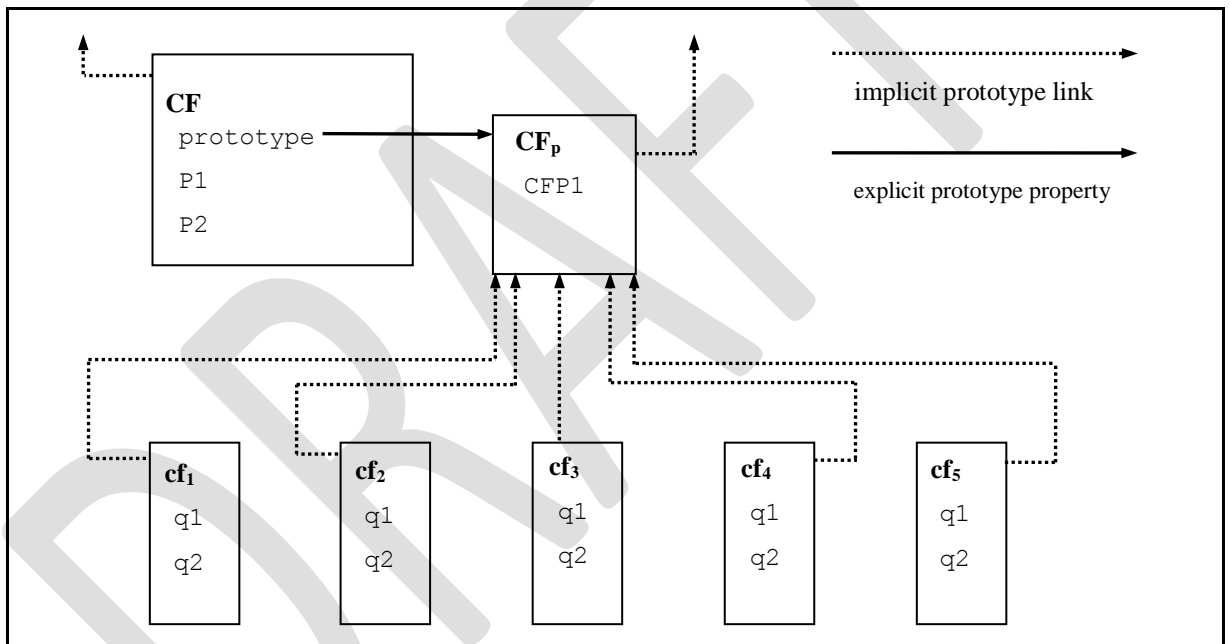 CF
prototype
P1
P2
CFp
CFP1
implicit prototype link
explicit prototype property
cf1
q1
q2
cf2
q1
q2
cf3
q1
q2
cf4
q1
q2
cf5
q1
q2
DRAFT